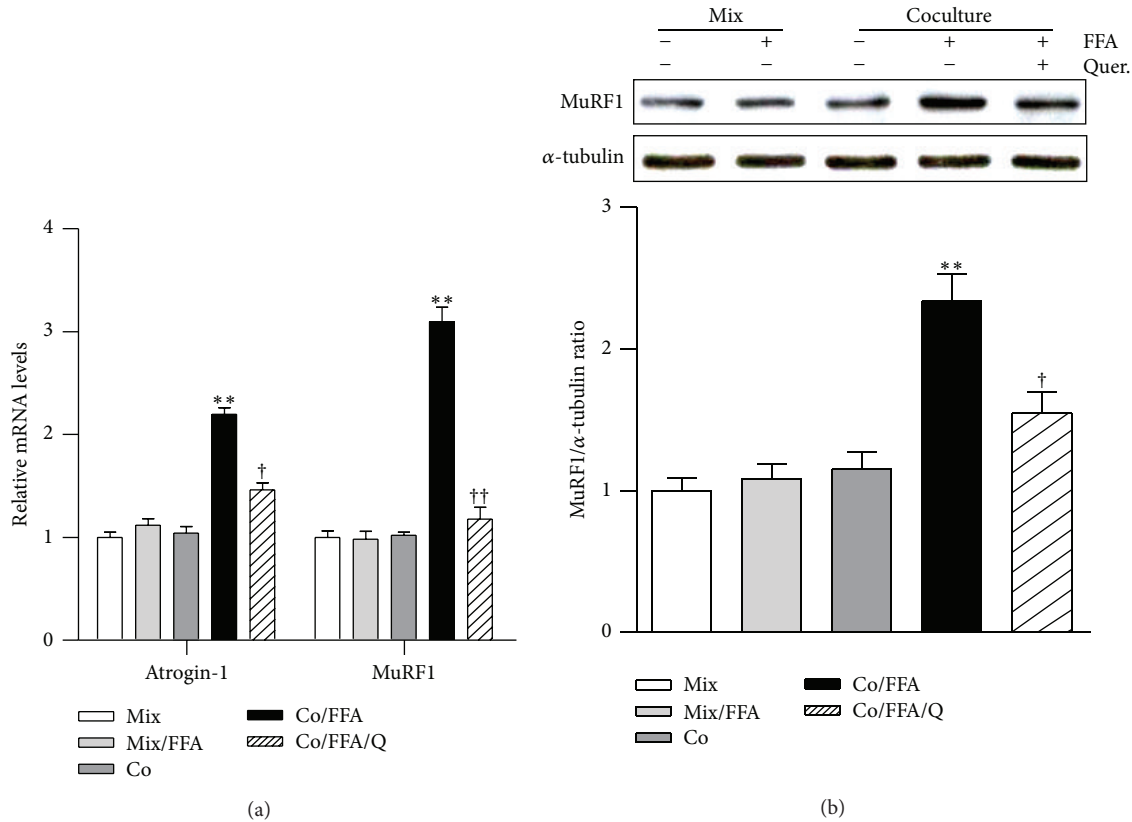 Relative mRNA levels
4
3
2
1
0
**
†
**
††
Atrogin-1 MuRF1
Mix
Mix/FFA
Co
Co/FFA
Co/FFA/Q
(a)
Mix Coculture
− + − + + FFA
− − − − + Quer.
MuRF1
α-tubulin
MuRF1/α-tubulin ratio
3
2
1
0
**
†
Mix
Mix/FFA
Co
Co/FFA
Co/FFA/Q
(b)